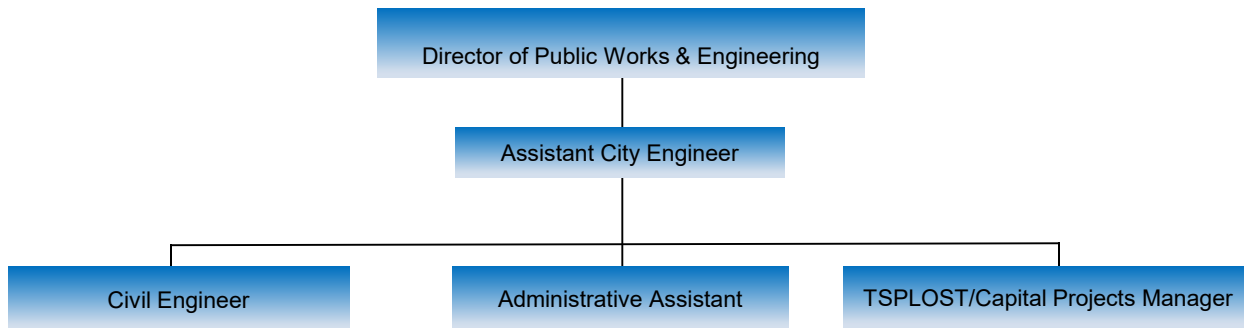 Director of Public Works & Engineering
Assistant City Engineer
Civil Engineer
Administrative Assistant
TSPLOST/Capital Projects Manager